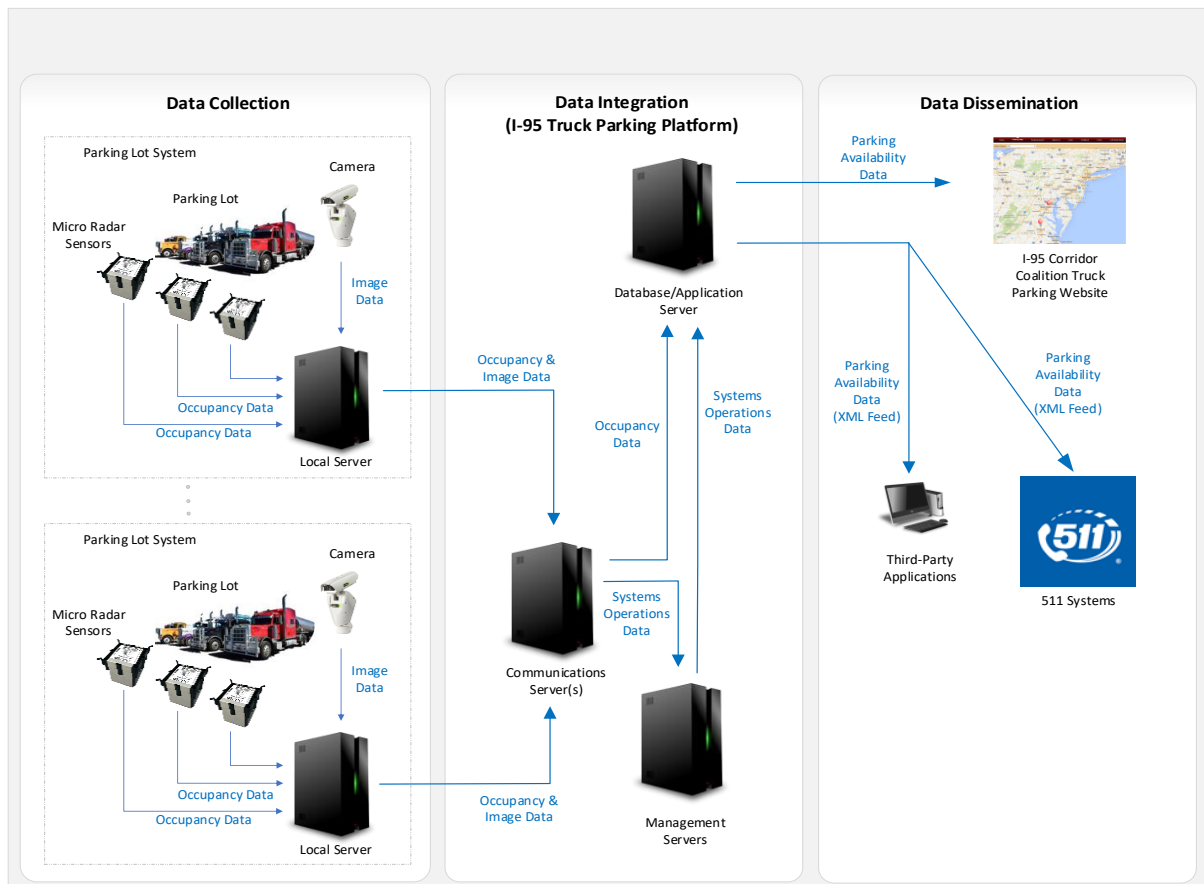 Data Collection
Parking Lot System
Camera
Parking Lot
Micro Radar
Sensors
Image
Data
Occupancy Data
Occupancy Data
Local Server
Parking Lot System
Camera
Parking Lot
Micro Radar
Sensors
Image
Data
Occupancy Data
Occupancy Data
Local Server
Data Integration
(I-95 Truck Parking Platform)
Database/Application
Server
Occupancy &
Image Data
Occupancy
Data
Systems
Operations
Data
Systems
Operations
Data
Communications
Server(s)
Occupancy &
Image Data
Management
Servers
Data Dissemination
Parking
Availability
Data
I-95 Corridor
Coalition Truck
Parking Website
Parking
Availability
Data
(XML Feed)
Parking
Availability
Data
(XML Feed)
Third-Party
Applications
511
®
511 Systems